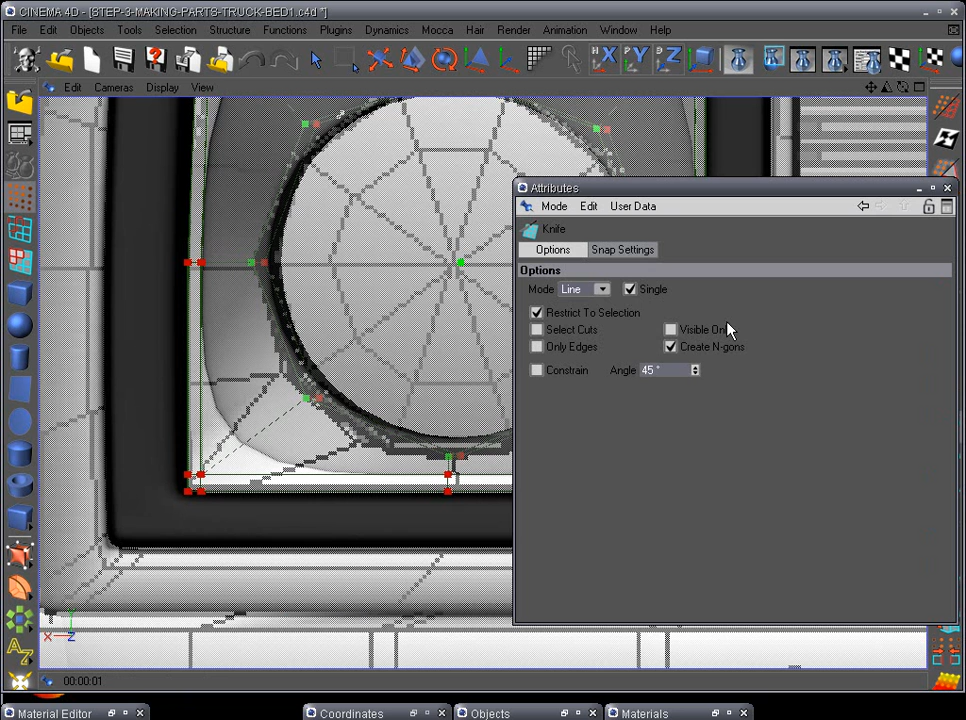 CINEMA 4D - [STEP-3-MAKING-PARTS-TRUCK-BED1.c4d *]
File Edit Objects Tools Selection Structure Functions Plugins Dynamics Mocca Hair Render Animation Window Help
Edit Cameras Display View
Attributes
Mode Edit User Data
Knife
Options Snap Settings
Options
Mode Line Single
Restrict To Selection
Select Cuts Visible On
Only Edges Create N-gons
Constrain Angle 45 °
X Z
00:00:01
Material Editor Coordinates Objects Materials